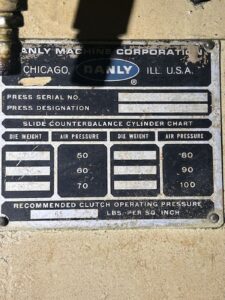 DANLY MACHINE CORPORATION
CHICAGO, DANLY ® ILL. U.S.A.
PRESS SERIAL NO.
PRESS DESIGNATION
SLIDE COUNTERBALANCE CYLINDER CHART
DIE WEIGHT AIR PRESSURE DIE WEIGHT AIR PRESSURE
50 80
60 90
70 100
RECOMMENDED CLUTCH OPERATING PRESSURE
LBS. PER SQ. INCH